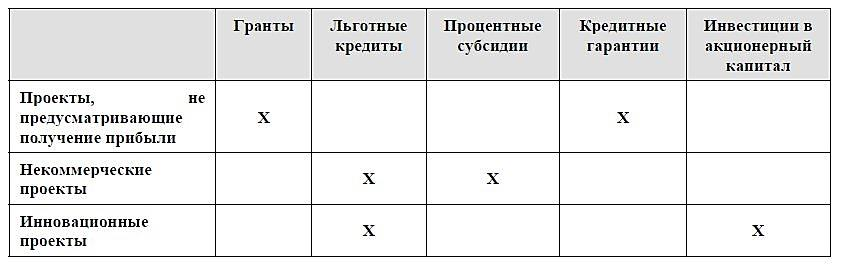 Гранты Льготные кредиты Процентные субсидии Кредитные гарантии Инвестиции в акционерный капитал
Проекты, не
предусматривающие
получение прибыли
X X
Некоммерческие
проекты
X X
Инновационные
проекты
X X